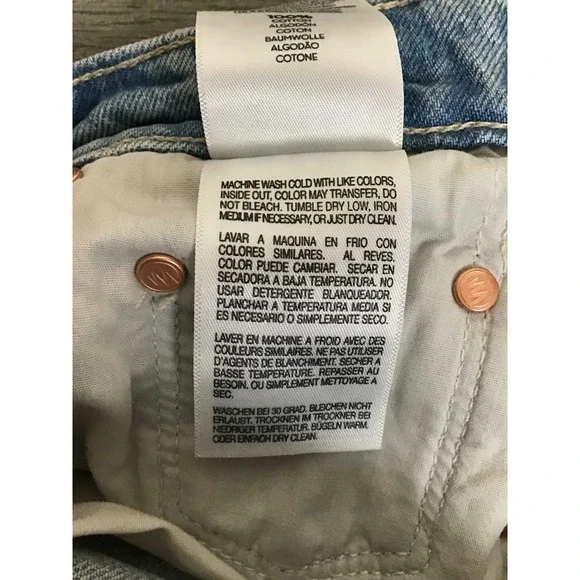 100%
COTTON
ALGODÓN
COTON
BAUMWOLLE
ALGODÃO
COTONE
MACHINE WASH COLD WITH LIKE COLORS,
INSIDE OUT, COLOR MAY TRANSFER, DO
NOT BLEACH. TUMBLE DRY LOW, IRON
MEDIUM IF NECESSARY, OR JUST DRY CLEAN.
LAVAR A MAQUINA EN FRIO CON
COLORES SIMILARES. AL REVES.
COLOR PUEDE CAMBIAR. SECAR EN
SECADORA A BAJA TEMPERATURA. NO
USAR DETERGENTE BLANQUEADOR.
PLANCHAR A TEMPERATURA MEDIA SI
ES NECESARIO O SIMPLEMENTE SECO.
LAVER EN MACHINE A FROID AVEC DES
COULEURS SIMILAIRES. NE PAS UTILISER
D'AGENTS DE BLANCHIMENT. SECHER A
BASSE TEMPERATURE. REPASSER AU
BESOIN. OU SIMPLEMENT METTOYAGE A
SEC.
WASCHEN BEI 30 GRAD. BLEICHEN NICHT
ERLAUBT. TROCKNEN IM TROCKNER BEI
NIEDRIGER TEMPERATUR. BÜGELN WARM.
ODER EINFACH DRY CLEAN.